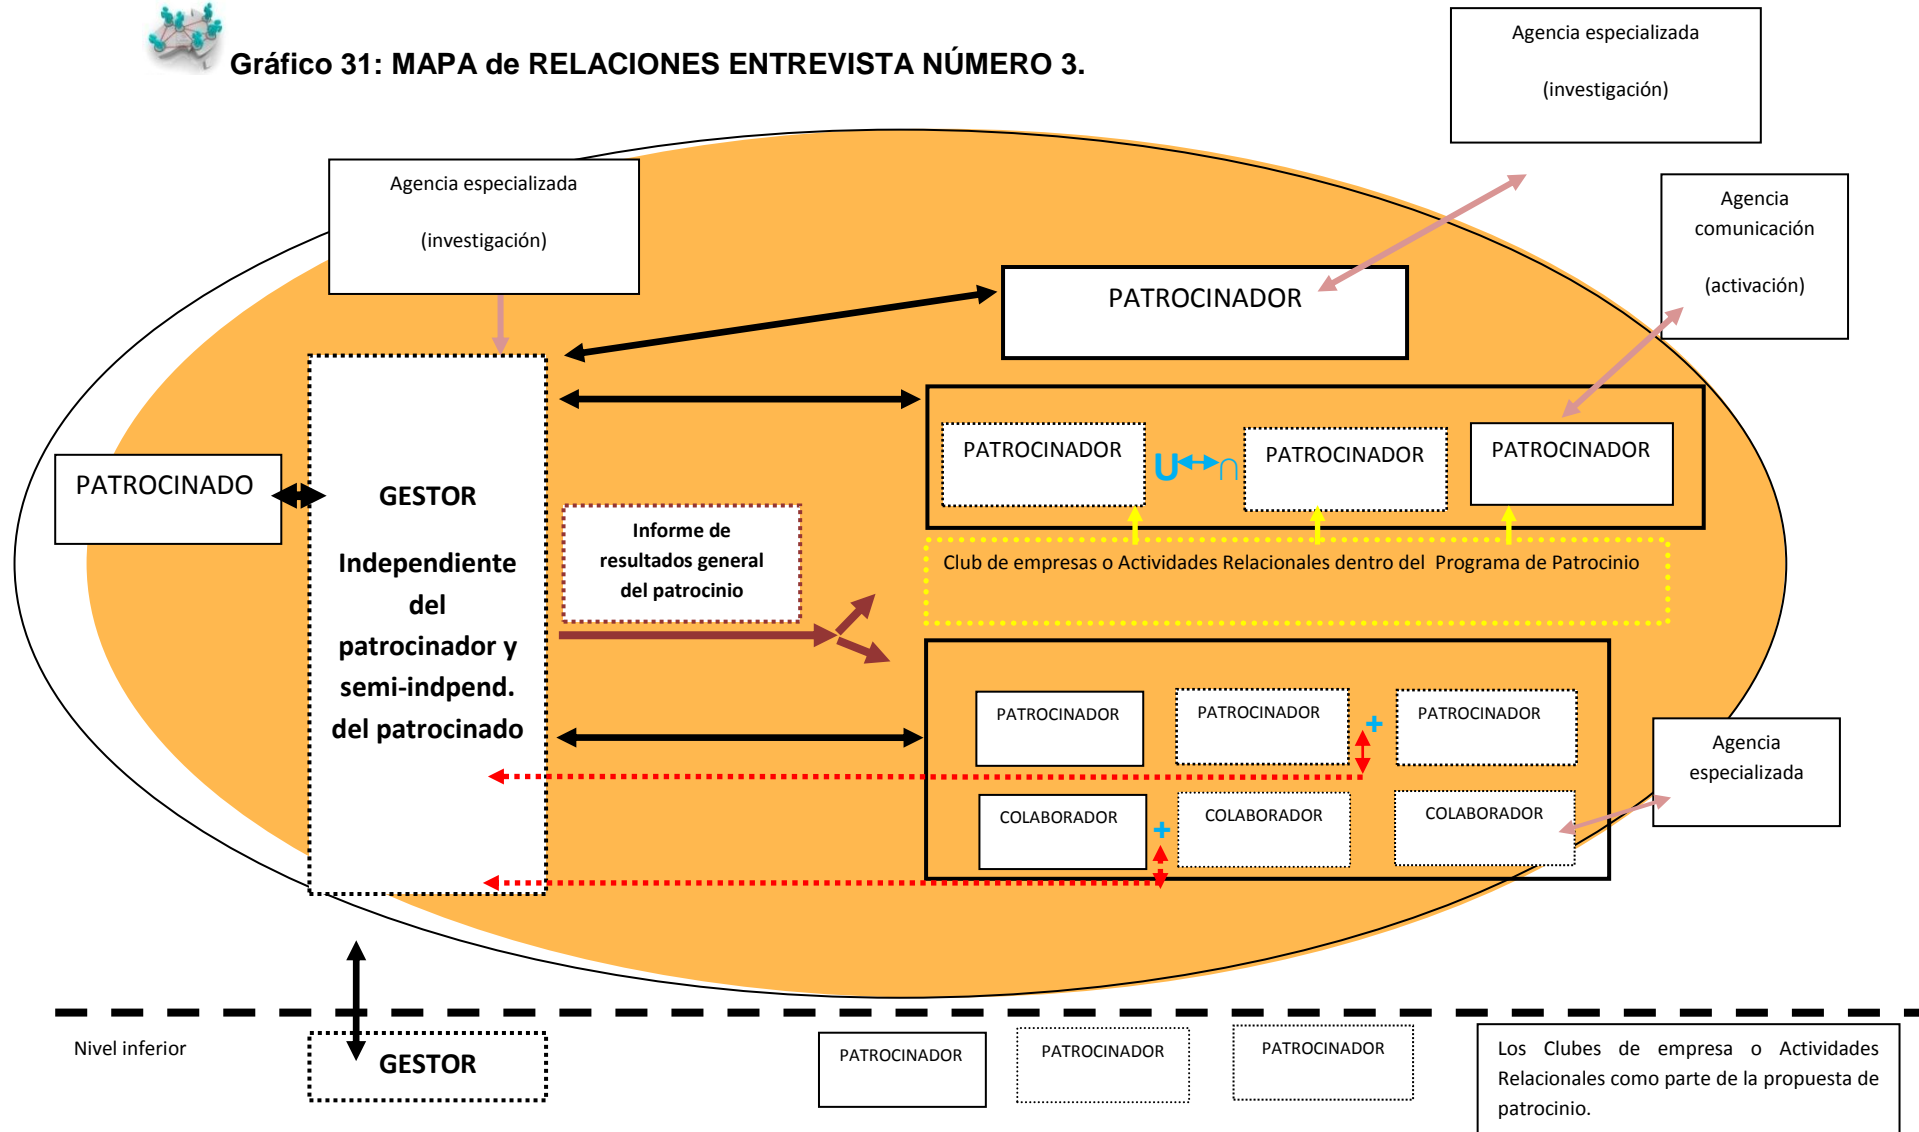 Gráfico 31: MAPA de RELACIONES ENTREVISTA NÚMERO 3.
Agencia especializada
(investigación)
Agencia especializada
(investigación)
Agencia
comunicación
(activación)
PATROCINADOR
PATROCINADO
GESTOR
Independiente
del
patrocinador y
semi-indpend.
del patrocinado
PATROCINADOR
U
∩
PATROCINADOR
PATROCINADOR
Informe de
resultados general
del patrocinio
Club de empresas o Actividades Relacionales dentro del Programa de Patrocinio
PATROCINADOR
PATROCINADOR
+
PATROCINADOR
COLABORADOR
+
COLABORADOR
COLABORADOR
Agencia
especializada
Nivel inferior
GESTOR
PATROCINADOR
PATROCINADOR
PATROCINADOR
Los Clubes de empresa o Actividades
Relacionales como parte de la propuesta de
patrocinio.